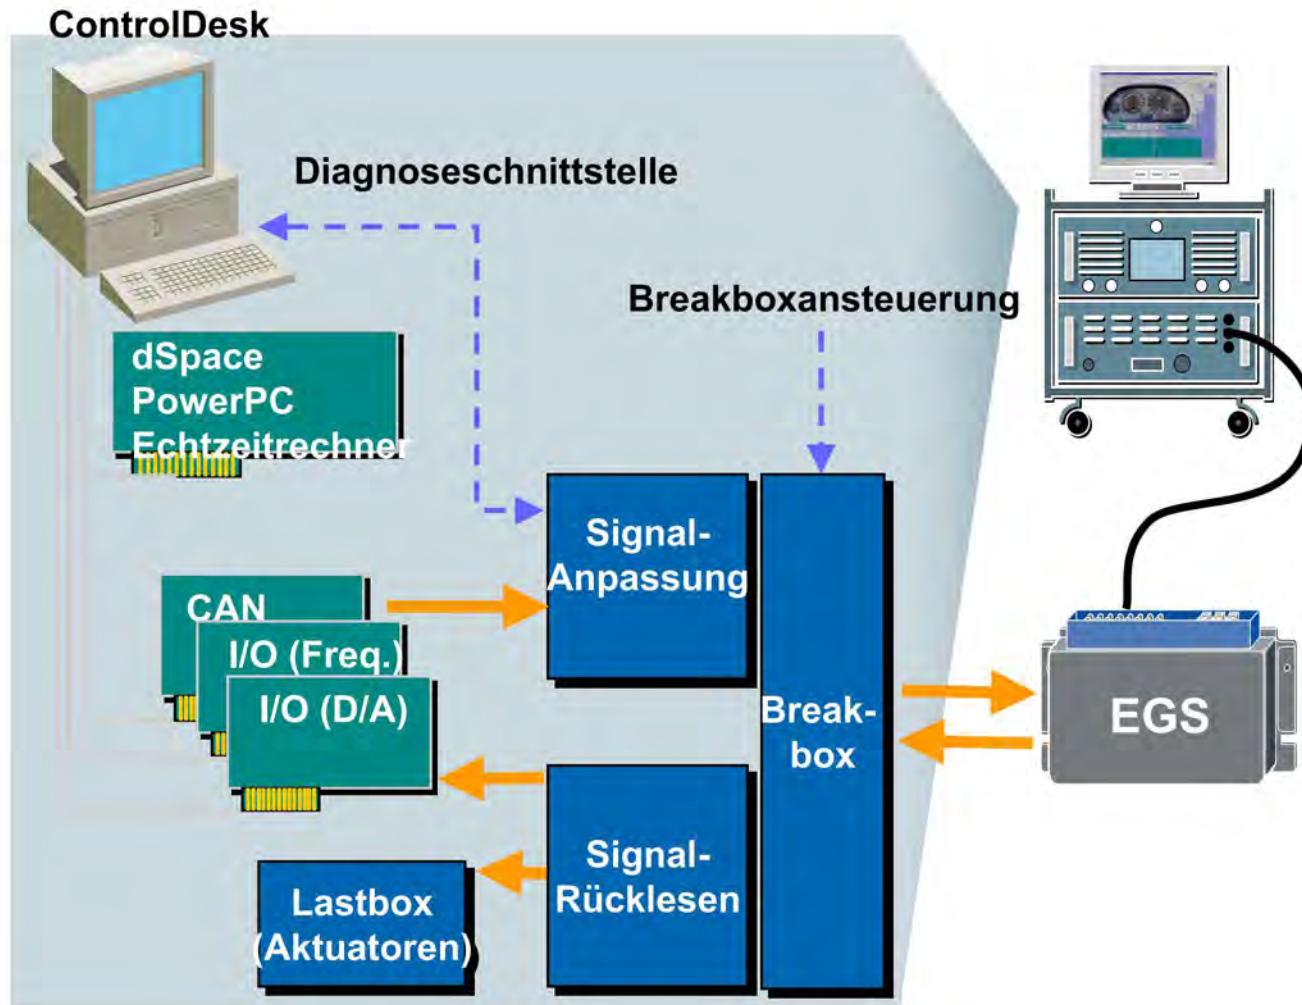 ControlDesk
Diagnoseschnittstelle
Breakboxansteuerung
dSpace
PowerPC
Echtzeitrechner
Signal-
Anpassung
CAN
I/O (Freq.)
I/O (D/A)
Break-
box
EGS
Signal-
Rücklesen
Lastbox
(Aktuatoren)